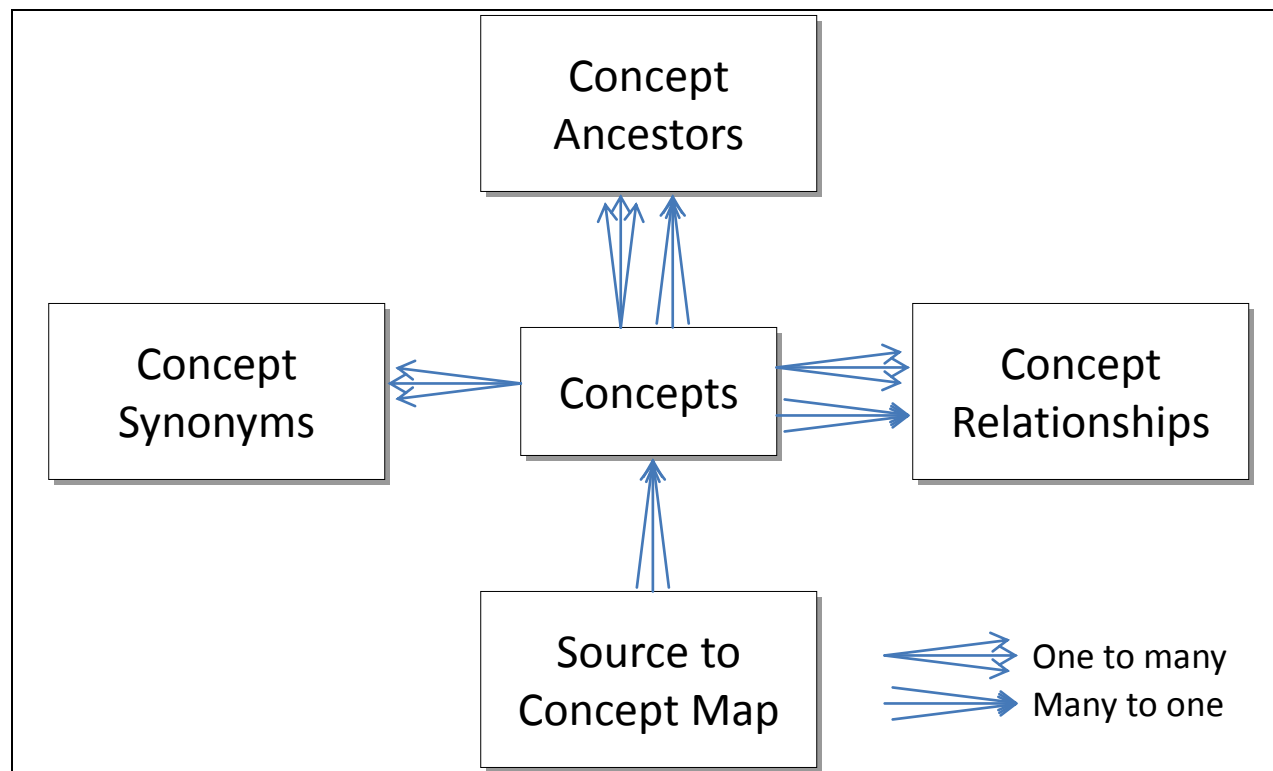 Concept
Ancestors
Concept
Synonyms
Concepts
Concept
Relationships
Source to
Concept Map
One to many
Many to one